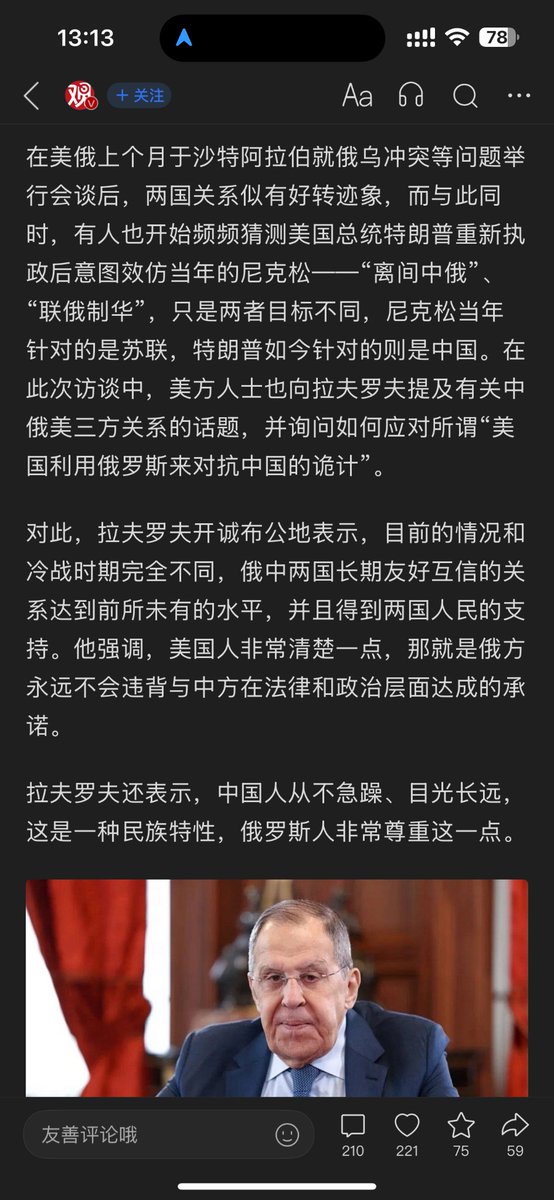 13:13
78
观
V
+ 关注
Aa
在美俄上个月于沙特阿拉伯就俄乌冲突等问题举
行会谈后，两国关系似有好转迹象，而与此同
时，有人也开始频频猜测美国总统特朗普重新执
政后意图效仿当年的尼克松——“离间中俄”、
“联俄制华”，只是两者目标不同，尼克松当年
针对的是苏联，特朗普如今针对的则是中国。在
此次访谈中，美方人士也向拉夫罗夫提及有关中
俄美三方关系的话题，并询问如何应对所谓“美
国利用俄罗斯来对抗中国的诡计”。
对此，拉夫罗夫开诚布公地表示，目前的情况和
冷战时期完全不同，俄中两国长期友好互信的关
系达到前所未有的水平，并且得到两国人民的支
持。他强调，美国人非常清楚一点，那就是俄方
永远不会违背与中方在法律和政治层面达成的承
诺。
拉夫罗夫还表示，中国人从不急躁、目光长远，
这是一种民族特性，俄罗斯人非常尊重这一点。
友善评论哦
210
221
75
59